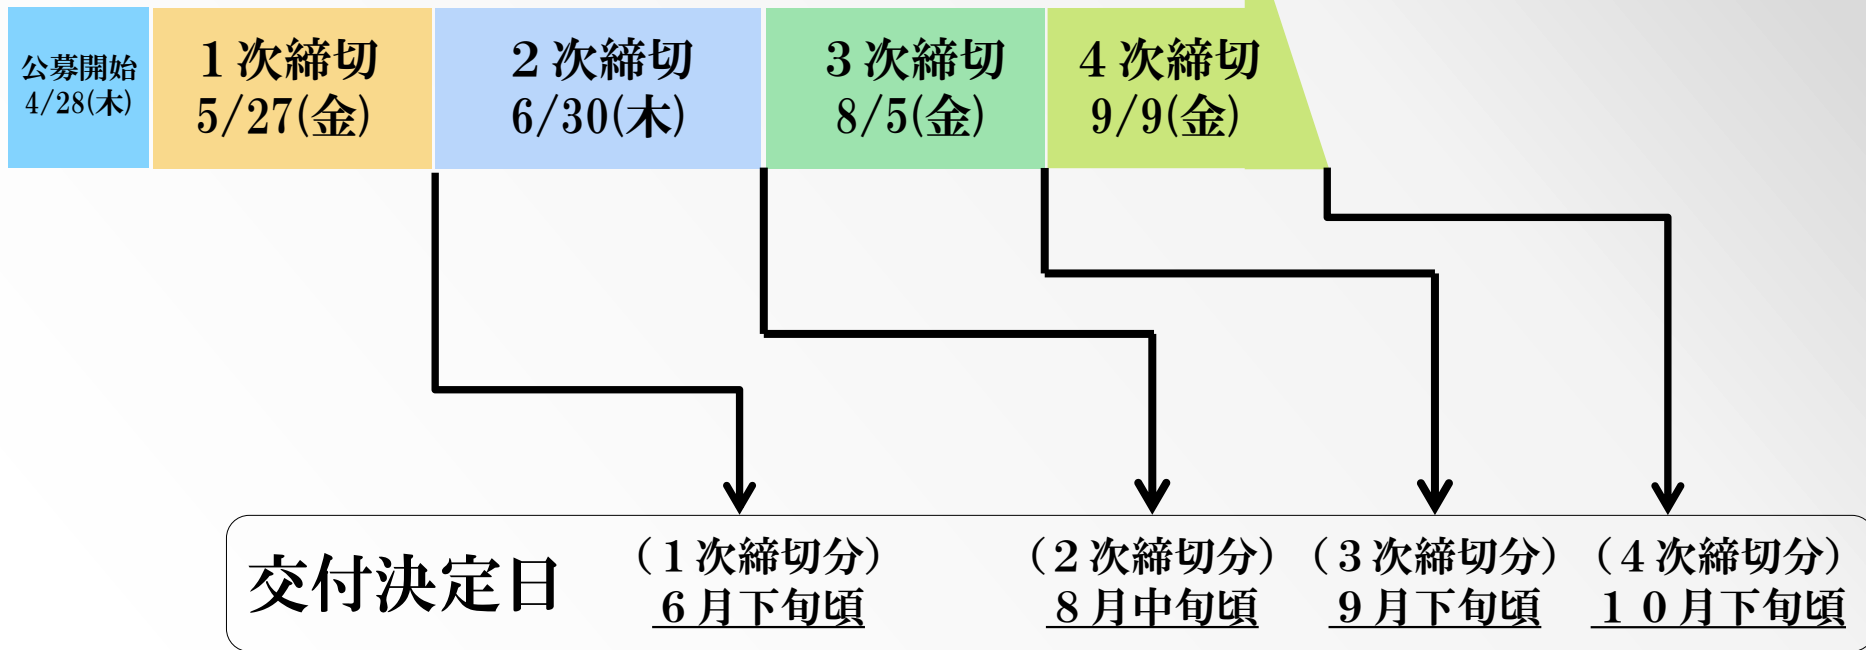 公募開始
4/28(木)
１次締切
5/27(金)
２次締切
6/30(木)
３次締切
8/5(金)
４次締切
9/9(金)
交付決定日
（１次締切分）
６月下旬頃
（２次締切分）
８月中旬頃
（３次締切分）
９月下旬頃
（４次締切分）
１０月下旬頃